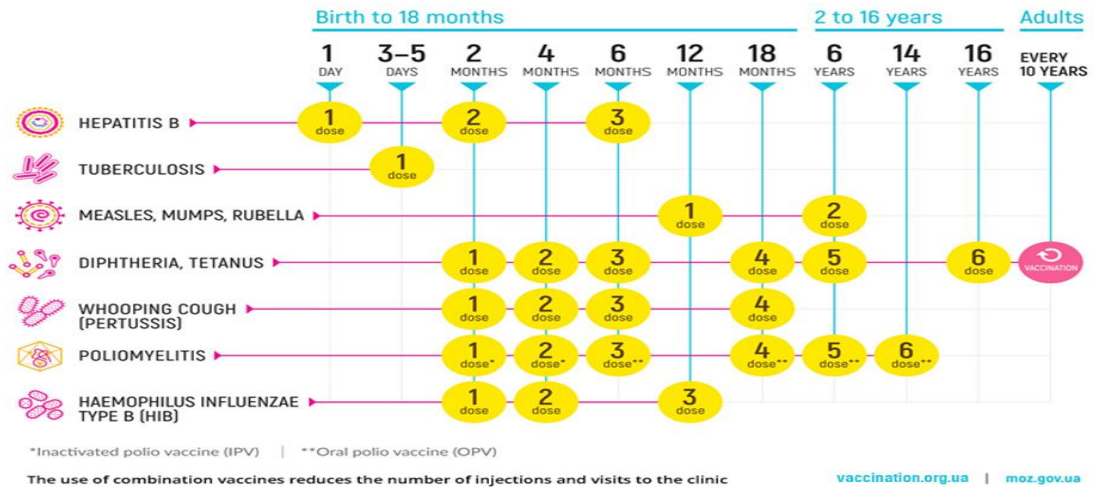 Birth to 18 months 2 to 16 years Adults
1 3–5 2 4 6 12 18 6 14 16 EVERY
DAY DAYS MONTHS MONTHS MONTHS MONTHS MONTHS YEARS YEARS YEARS 10 YEARS
HEPATITIS B 1 dose 2 dose 3 dose
TUBERCULOSIS 1 dose
MEASLES, MUMPS, RUBELLA 1 dose 2 dose
DIPHTHERIA, TETANUS 1 dose 2 dose 3 dose 4 dose 5 dose 6 dose VACCINATION
WHOOPING COUGH 1 dose 2 dose 3 dose 4 dose
(PERTUSSIS)
POLIOMYELITIS 1 dose* 2 dose* 3 dose** 4 dose** 5 dose** 6 dose**
HAEMOPHILUS INFLUENZAE 1 dose 2 dose 3 dose
TYPE B (HIB)
*Inactivated polio vaccine (IPV) | **Oral polio vaccine (OPV)
The use of combination vaccines reduces the number of injections and visits to the clinic vaccination.org.ua | moz.gov.ua